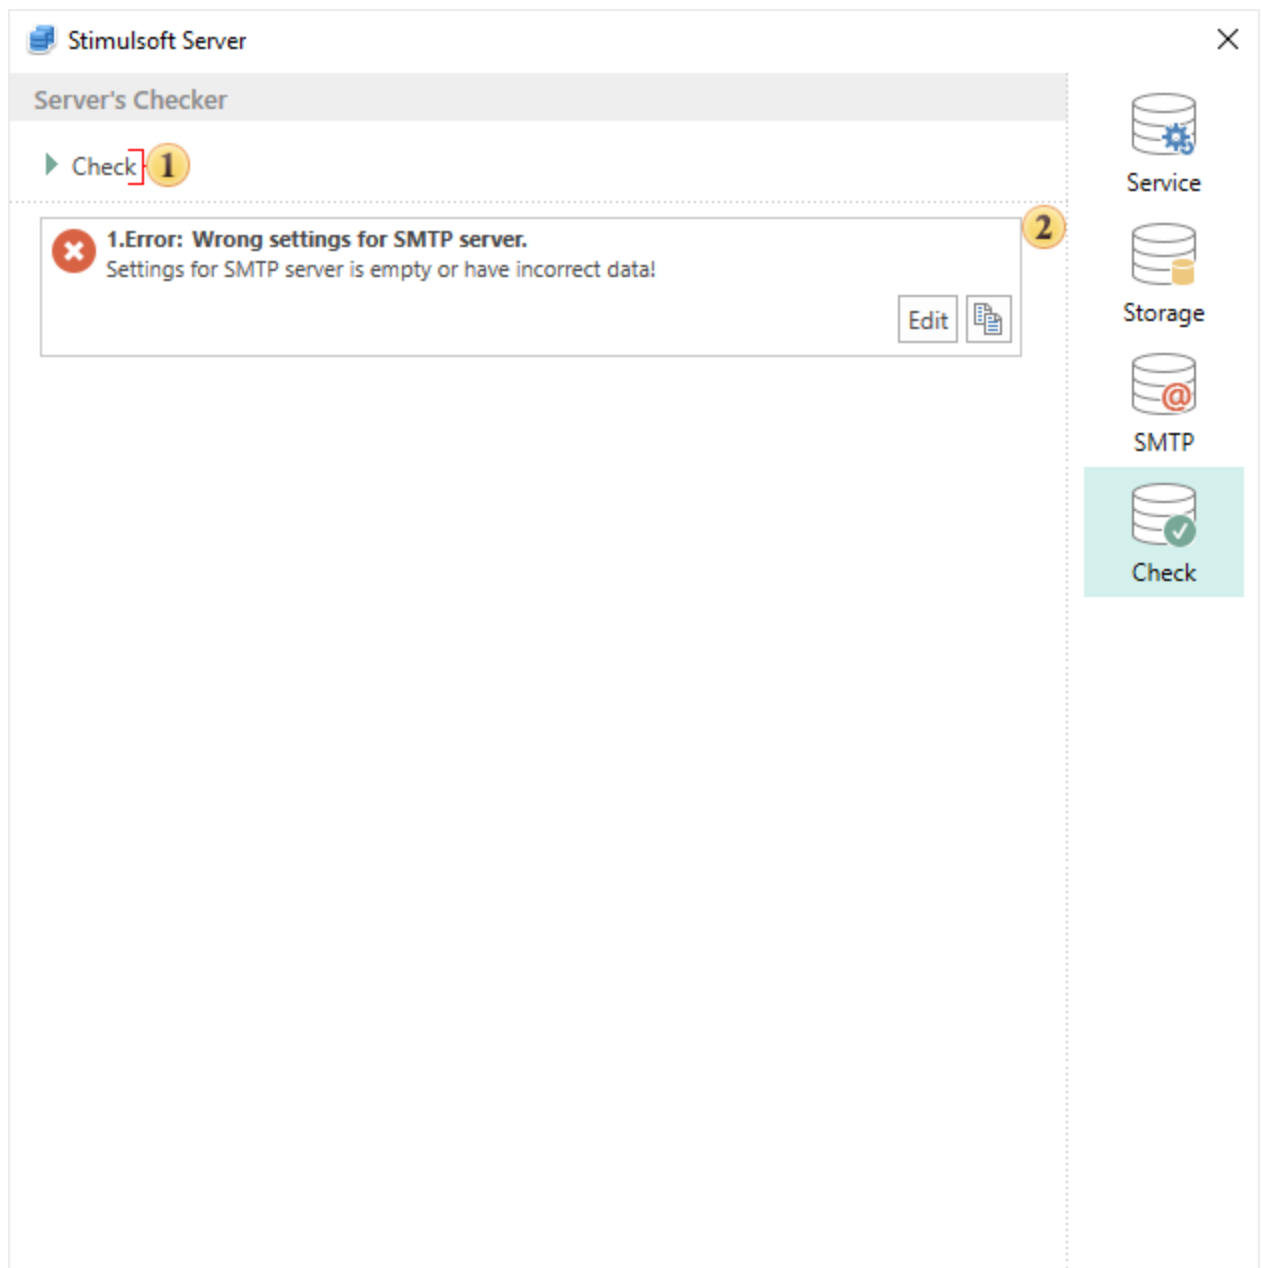 Stimulsoft Server
Server's Checker
Check 1
2
1.Error: Wrong settings for SMTP server.
Settings for SMTP server is empty or have incorrect data!
Edit
Service
Storage
@
SMTP
Check